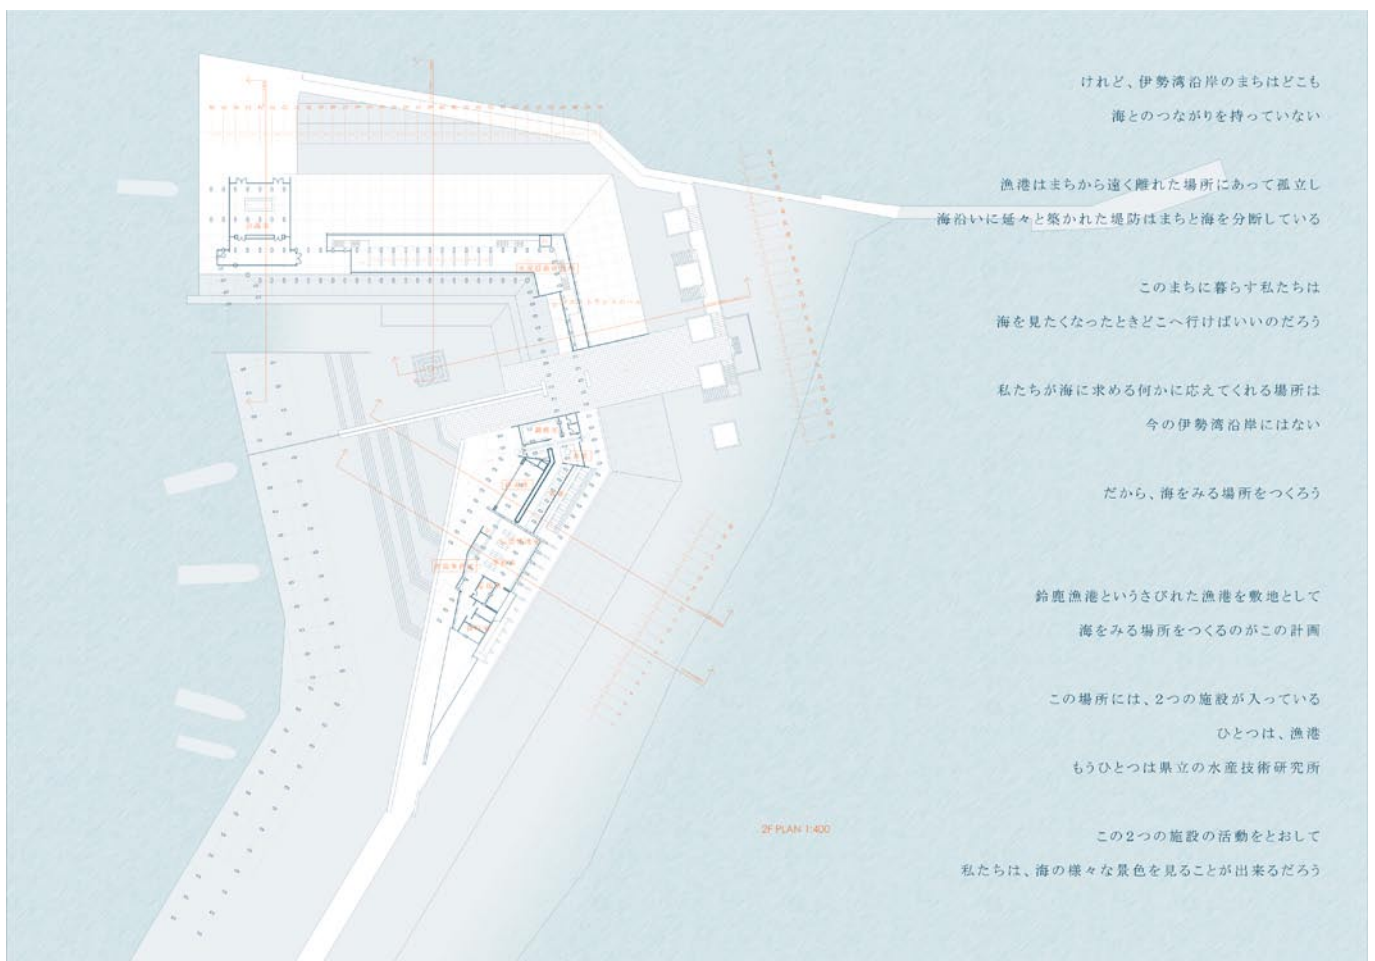 けれど、伊勢湾沿岸のまちはどこも
海とのつながりを持っていない
漁港はまちから遠く離れた場所にあって孤立し
海沿いに延々と築かれた堤防はまちと海を分断している
このまちに暮らす私たちは
海を見たくなったときどこへ行けばいいのだろう
私たちが海に求める何かに応えてくれる場所は
今の伊勢湾沿岸にはない
だから、海をみる場所をつくろう
鈴鹿漁港というさびれた漁港を敷地として
海をみる場所をつくるのがこの計画
この場所には、2つの施設が入っている
ひとつは、漁港
もうひとつは県立の水産技術研究所
この2つの施設の活動をとおして
私たちは、海の様々な景色を見ることが出来るだろう
2F PLAN 1:400